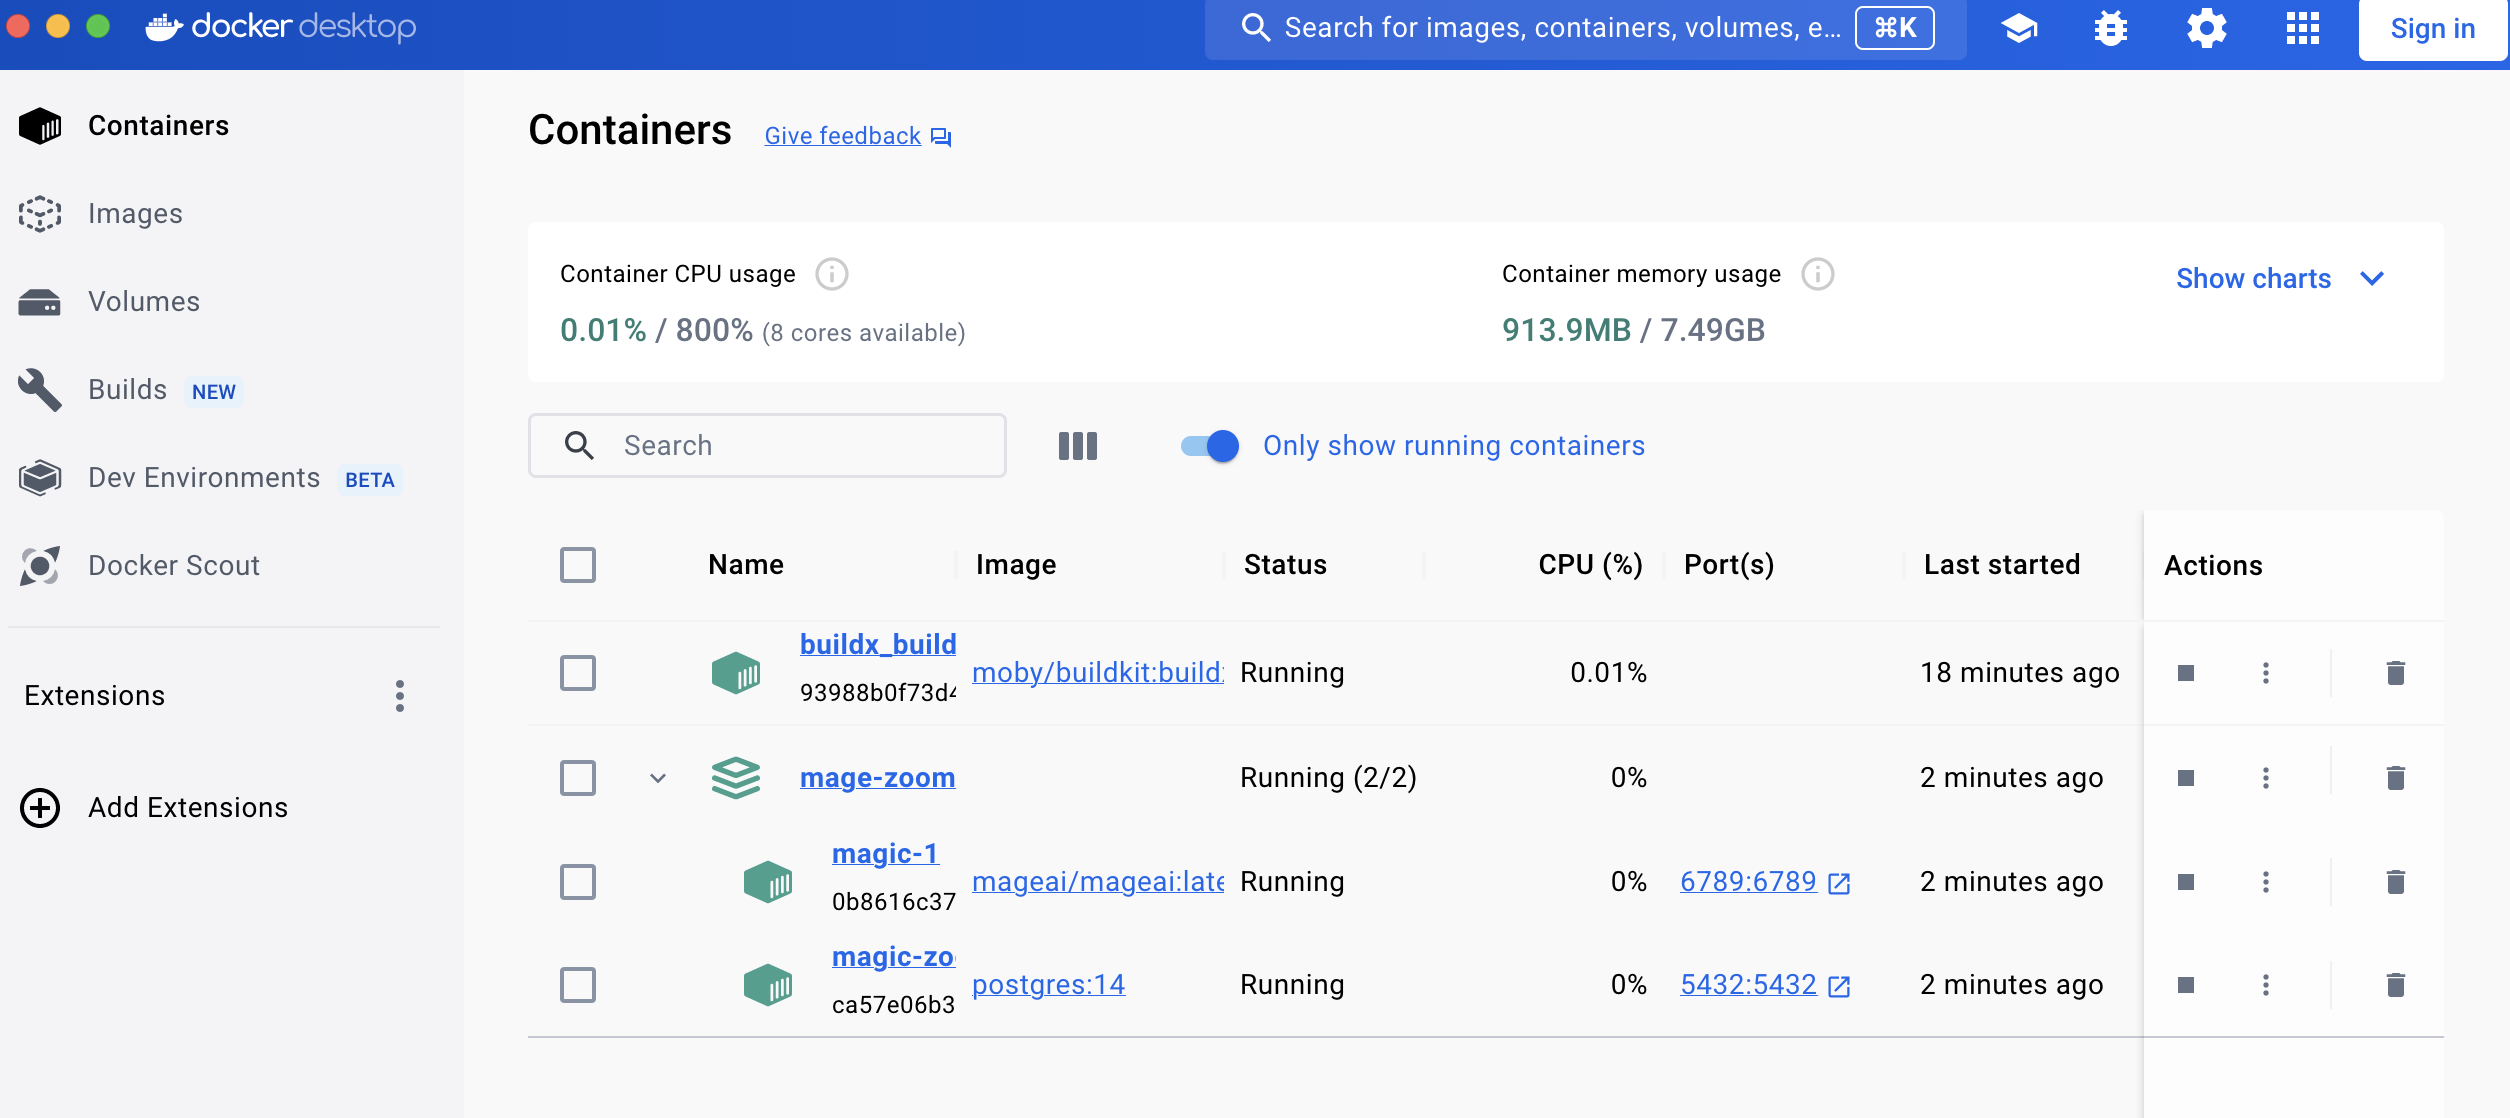 docker desktop
Search for images, containers, volumes, e... ⌘K
Sign in
Containers
Images
Volumes
Builds NEW
Dev Environments BETA
Docker Scout
Extensions
Add Extensions
Containers Give feedback
Container CPU usage
0.01% / 800% (8 cores available)
Container memory usage
913.9MB / 7.49GB
Show charts
Search
Only show running containers
Name Image Status CPU (%) Port(s) Last started Actions
buildx_build
93988b0f73d4
moby/buildkit:buildx Running 0.01% 18 minutes ago
mage-zoom Running (2/2) 0% 2 minutes ago
magic-1
0b8616c37
mageai/mageai:late Running 0% 6789:6789 2 minutes ago
magic-zo
ca57e06b3
postgres:14 Running 0% 5432:5432 2 minutes ago